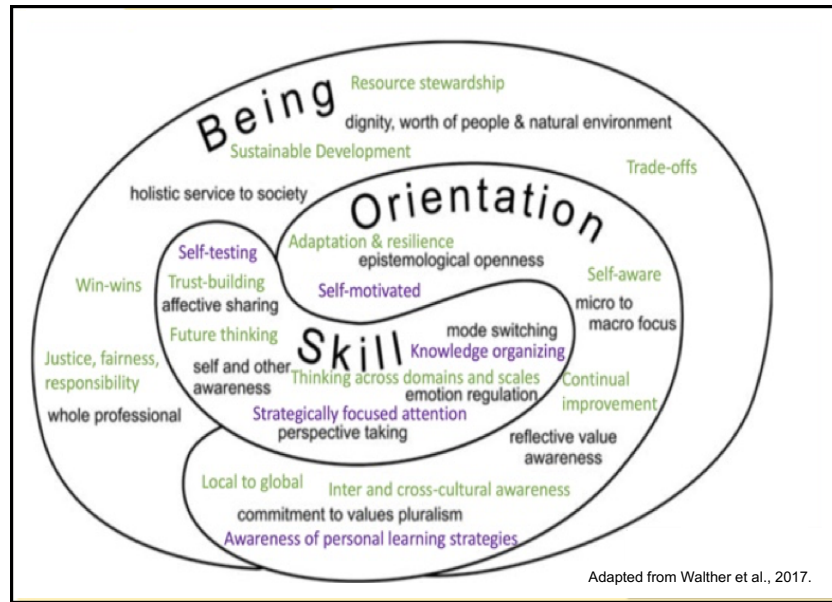 Being
Resource stewardship
dignity, worth of people & natural environment
Sustainable Development
Trade-offs
holistic service to society
Orientation
Adaptation & resilience
epistemological openness
Self-testing
Self-aware
Win-wins
Trust-building
Self-motivated
affective sharing
micro to
macro focus
Future thinking
Skill
mode switching
Knowledge organizing
Justice, fairness,
responsibility
self and other
awareness
Thinking across domains and scales
emotion regulation
Continual
improvement
whole professional
Strategically focused attention
perspective taking
reflective value
awareness
Local to global
Inter and cross-cultural awareness
commitment to values pluralism
Awareness of personal learning strategies
Adapted from Walther et al., 2017.